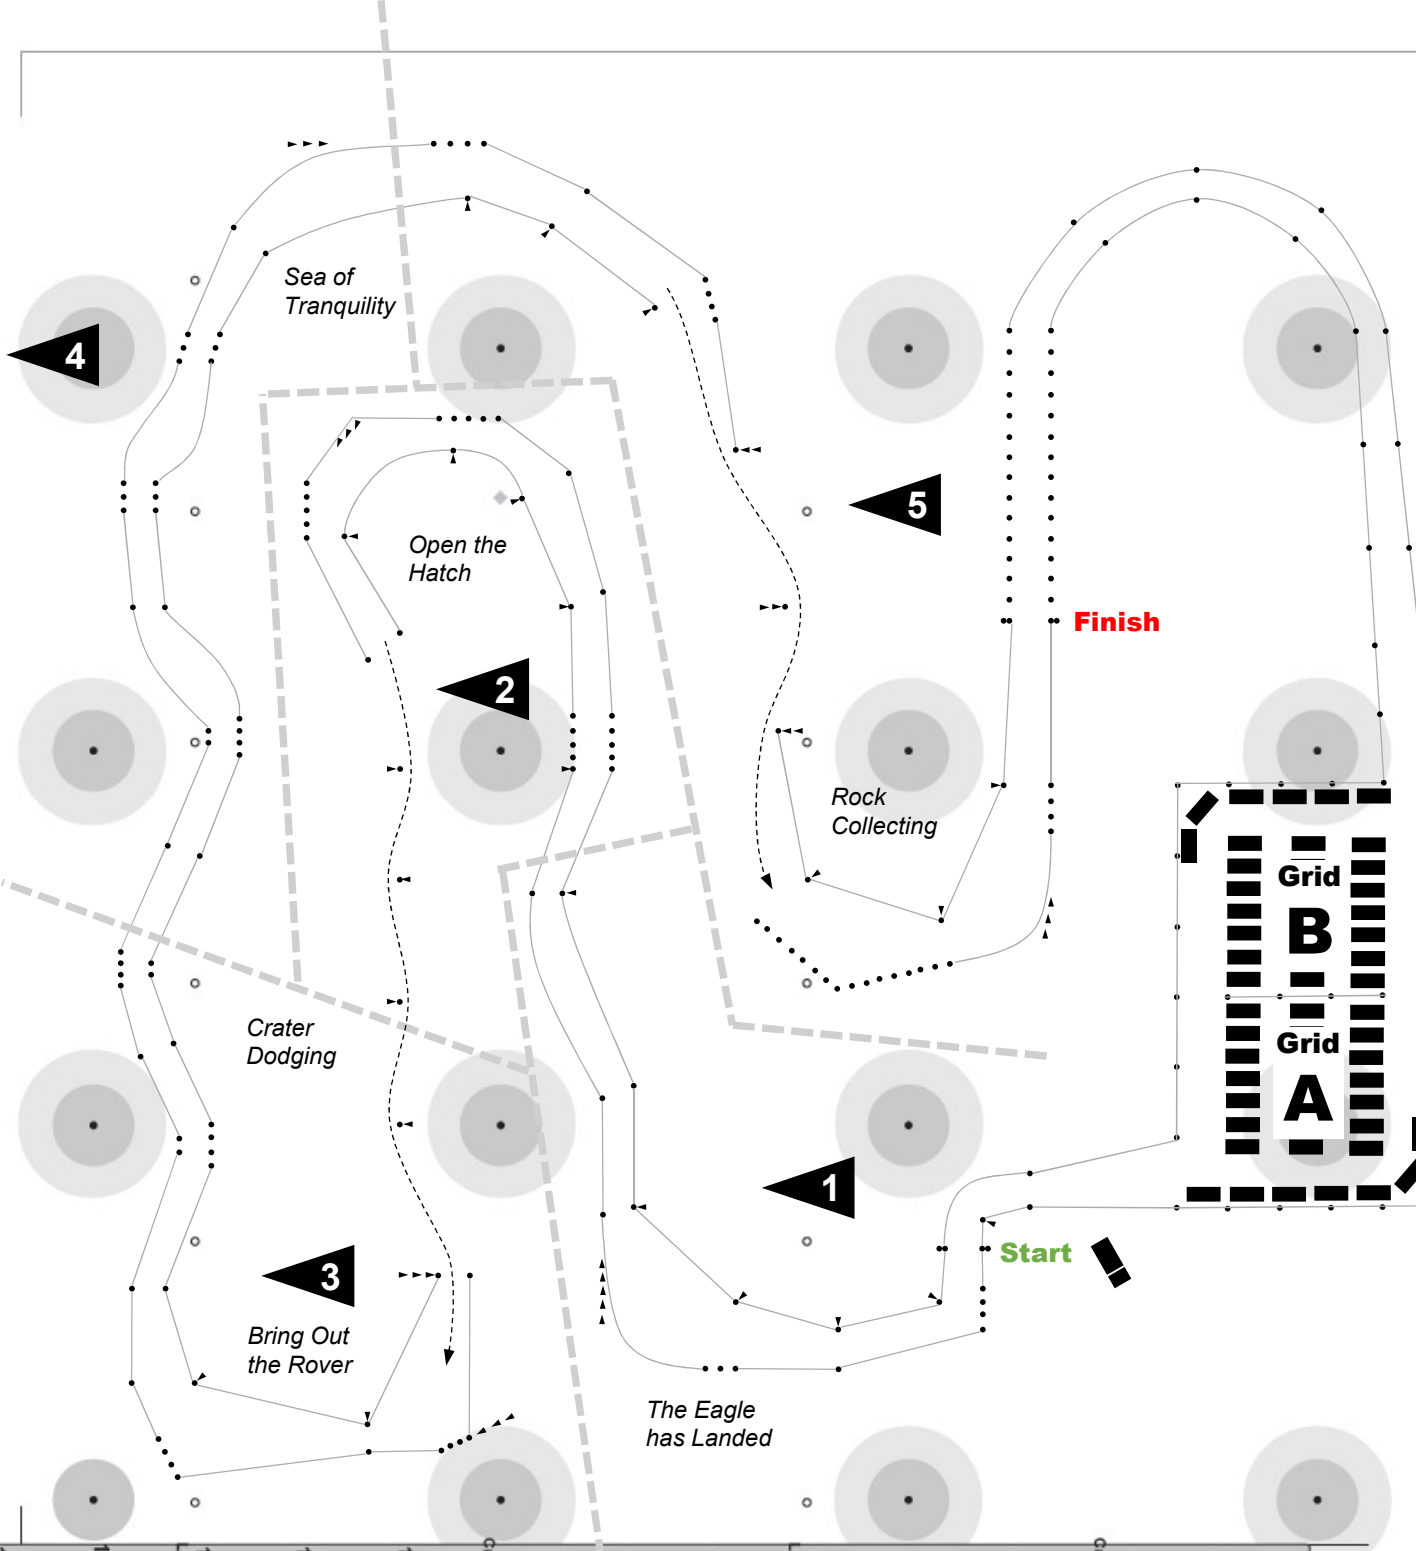 Sea of
Tranquility
4
5
Open the
Hatch
Finish
2
Rock
Collecting
Grid
B
Grid
A
Crater
Dodging
1
Start
3
Bring Out
the Rover
The Eagle
has Landed